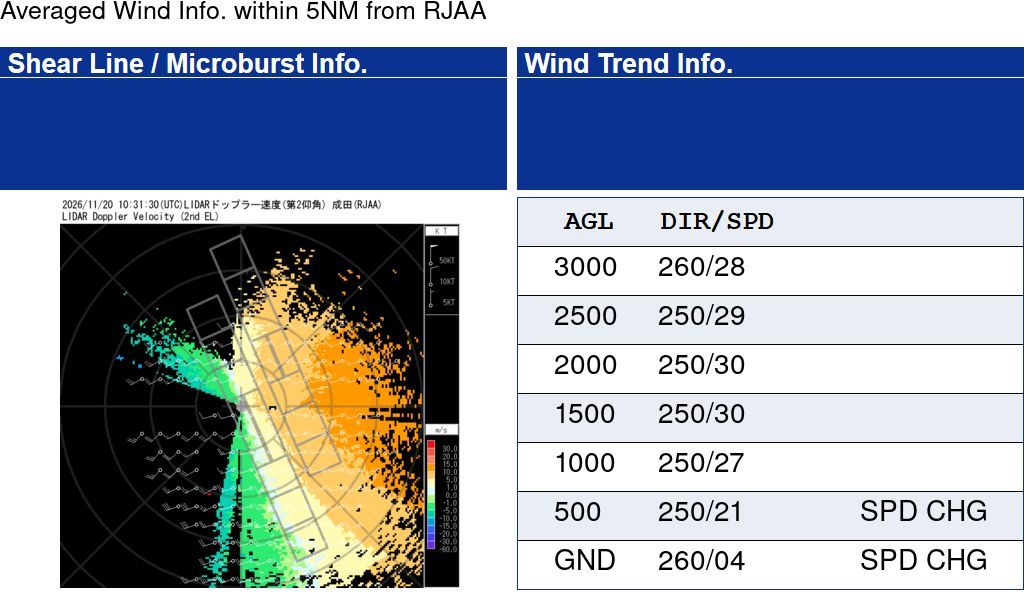 Averaged Wind Info. within 5NM from RJAA
Shear Line / Microburst Info.
Wind Trend Info.
2026/11/20 10:31:30(UTC)LIDARドップラー速度(第2仰角) 成田(RJAA)
LIDAR Doppler Velocity (2nd EL)
K T
50KT
10KT
5KT
m/s
30.0
20.0
15.0
10.0
5.0
1.0
0.0
-1.0
-5.0
-10.0
-15.0
-20.0
-30.0
-60.0
AGL DIR/SPD
3000 260/28
2500 250/29
2000 250/30
1500 250/30
1000 250/27
500 250/21 SPD CHG
GND 260/04 SPD CHG